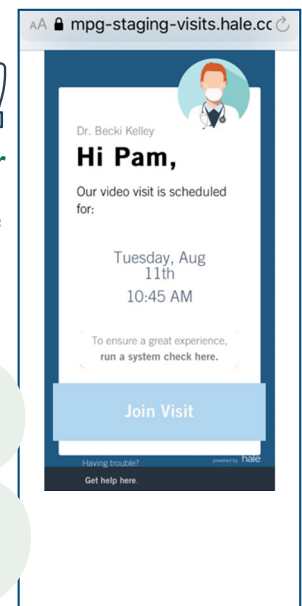 AA mpg-staging-visits.hale.cc
Dr. Becki Kelley
Hi Pam,
Our video visit is scheduled
for:
Tuesday, Aug
11th
10:45 AM
To ensure a great experience,
run a system check here.
Join Visit
Having trouble?
powered by hale
Get help here.